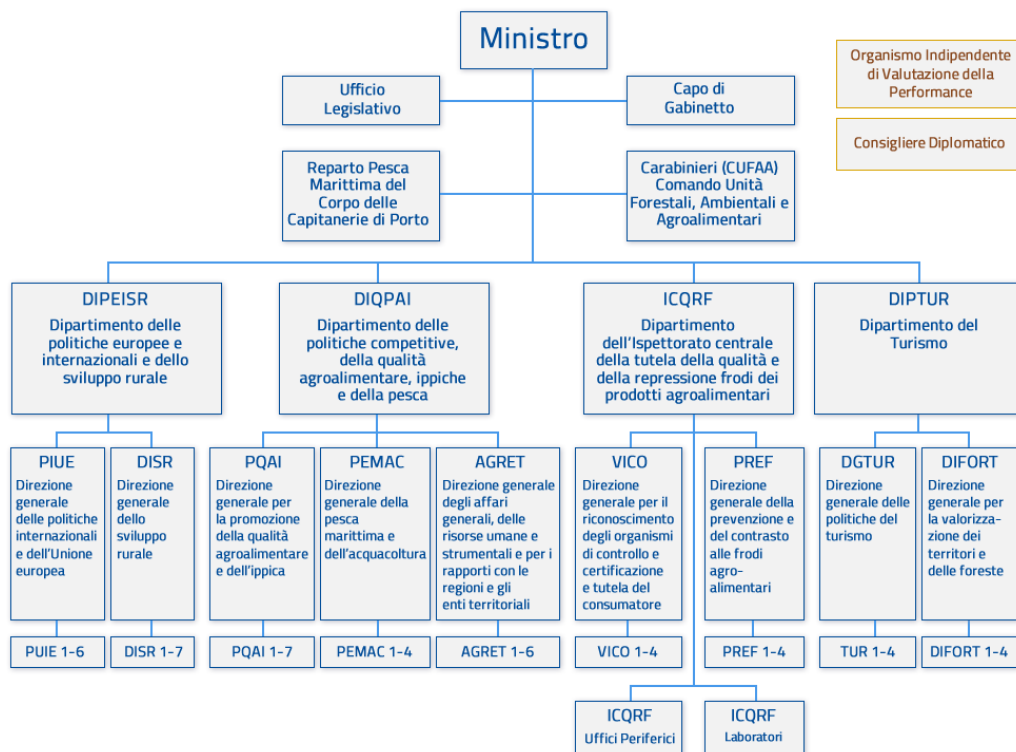 Ministro
Organismo Indipendente
di Valutazione della
Performance
Ufficio
Legislativo
Capo di
Gabinetto
Consigliere Diplomatico
Reparto Pesca
Marittima del
Corpo delle
Capitanerie di Porto
Carabinieri (CUFAA)
Comando Unità
Forestali, Ambientali e
Agroalimentari
DIPEISR
Dipartimento delle
politiche europee e
internazionali e dello
sviluppo rurale
DIQPAI
Dipartimento delle
politiche competitive,
della qualità
agroalimentare, ippiche
e della pesca
ICQRF
Dipartimento
dell'Ispettorato centrale
della tutela della qualità e
della repressione frodi dei
prodotti agroalimentari
DIPTUR
Dipartimento del
Turismo
PIUE
Direzione
generale
delle politiche
internazionali
e dell'Unione
europea
DISR
Direzione
generale
dello
sviluppo
rurale
PQAI
Direzione
generale per
la promozione
della qualità
agroalimentare
e dell'ippica
PEMAC
Direzione
generale della
pesca
marittima e
dell'acquacoltura
AGRET
Direzione generale
degli affari
generali, delle
risorse umane e
strumentali e per i
rapporti con le
regioni e gli
enti territoriali
VICO
Direzione
generale per il
riconoscimento
degli organismi
di controllo e
certificazione
e tutela del
consumatore
PREF
Direzione
generale della
prevenzione e
del contrasto
alle frodi
agro-
alimentari
DGTUR
Direzione
generale delle
politiche del
turismo
DIFORT
Direzione
generale per
la valorizza-
zione dei
territori e
delle foreste
PUIE 1-6
DISR 1-7
PQAI 1-7
PEMAC 1-4
AGRET 1-6
VICO 1-4
PREF 1-4
TUR 1-4
DIFORT 1-4
ICQRF
Uffici Periferici
ICQRF
Laboratori